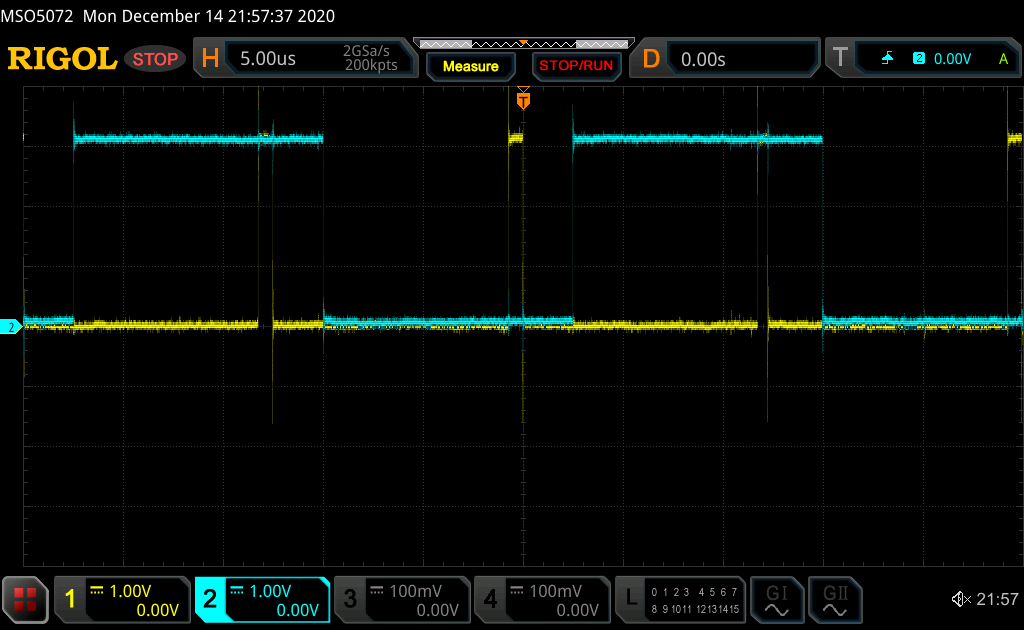 MSO5072 Mon December 14 21:57:37 2020
RIGOL STOP H 5.00us 2GSa/s 200kpts Measure STOP/RUN D 0.00s T 2 0.00V A
T
2
1 1.00V 0.00V 2 1.00V 0.00V 3 100mV 0.00V 4 100mV 0.00V L 0 1 2 3 4 5 6 7 8 9 10 11 12 13 14 15 GI GII 21:57